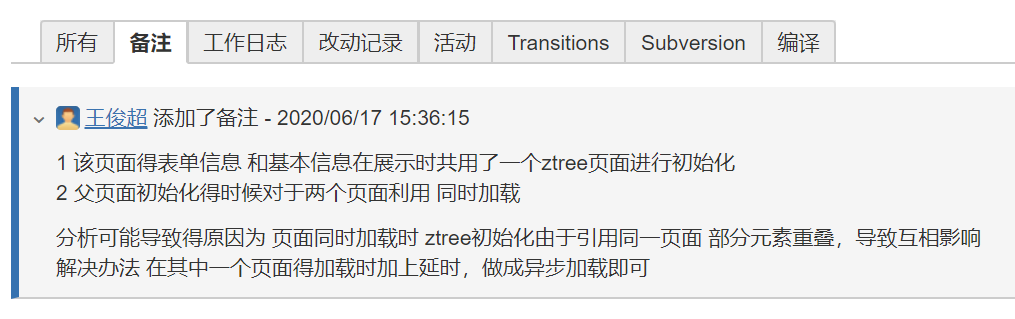 所有 备注 工作日志 改动记录 活动 Transitions Subversion 编译
王俊超 添加了备注 - 2020/06/17 15:36:15
1 该页面得表单信息 和基本信息在展示时共用了一个ztree页面进行初始化
2 父页面初始化得时候对于两个页面利用 同时加载
分析可能导致得原因为 页面同时加载时 ztree初始化由于引用同一页面 部分元素重叠，导致互相影响
解决办法 在其中一个页面得加载时加上延时，做成异步加载即可